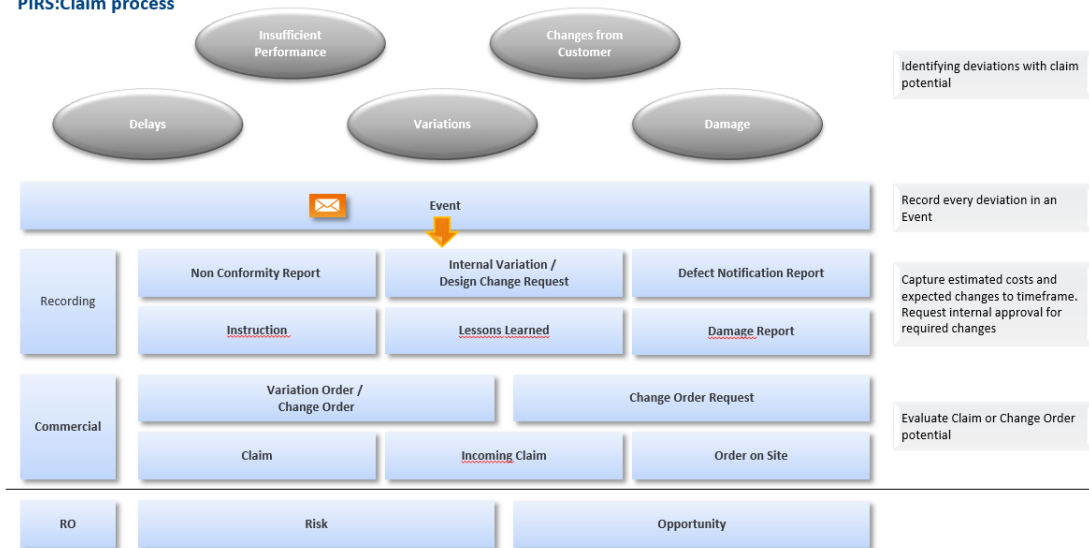 PIRS:Claim process
Insufficient
Performance
Changes from
Customer
Identifying deviations with claim
potential
Delays
Variations
Damage
Event
Record every deviation in an
Event
Recording
Non Conformity Report
Internal Variation /
Design Change Request
Defect Notification Report
Capture estimated costs and
expected changes to timeframe.
Request internal approval for
required changes
Instruction
Lessons Learned
Damage Report
Commercial
Variation Order /
Change Order
Change Order Request
Evaluate Claim or Change Order
potential
Claim
Incoming Claim
Order on Site
RO
Risk
Opportunity